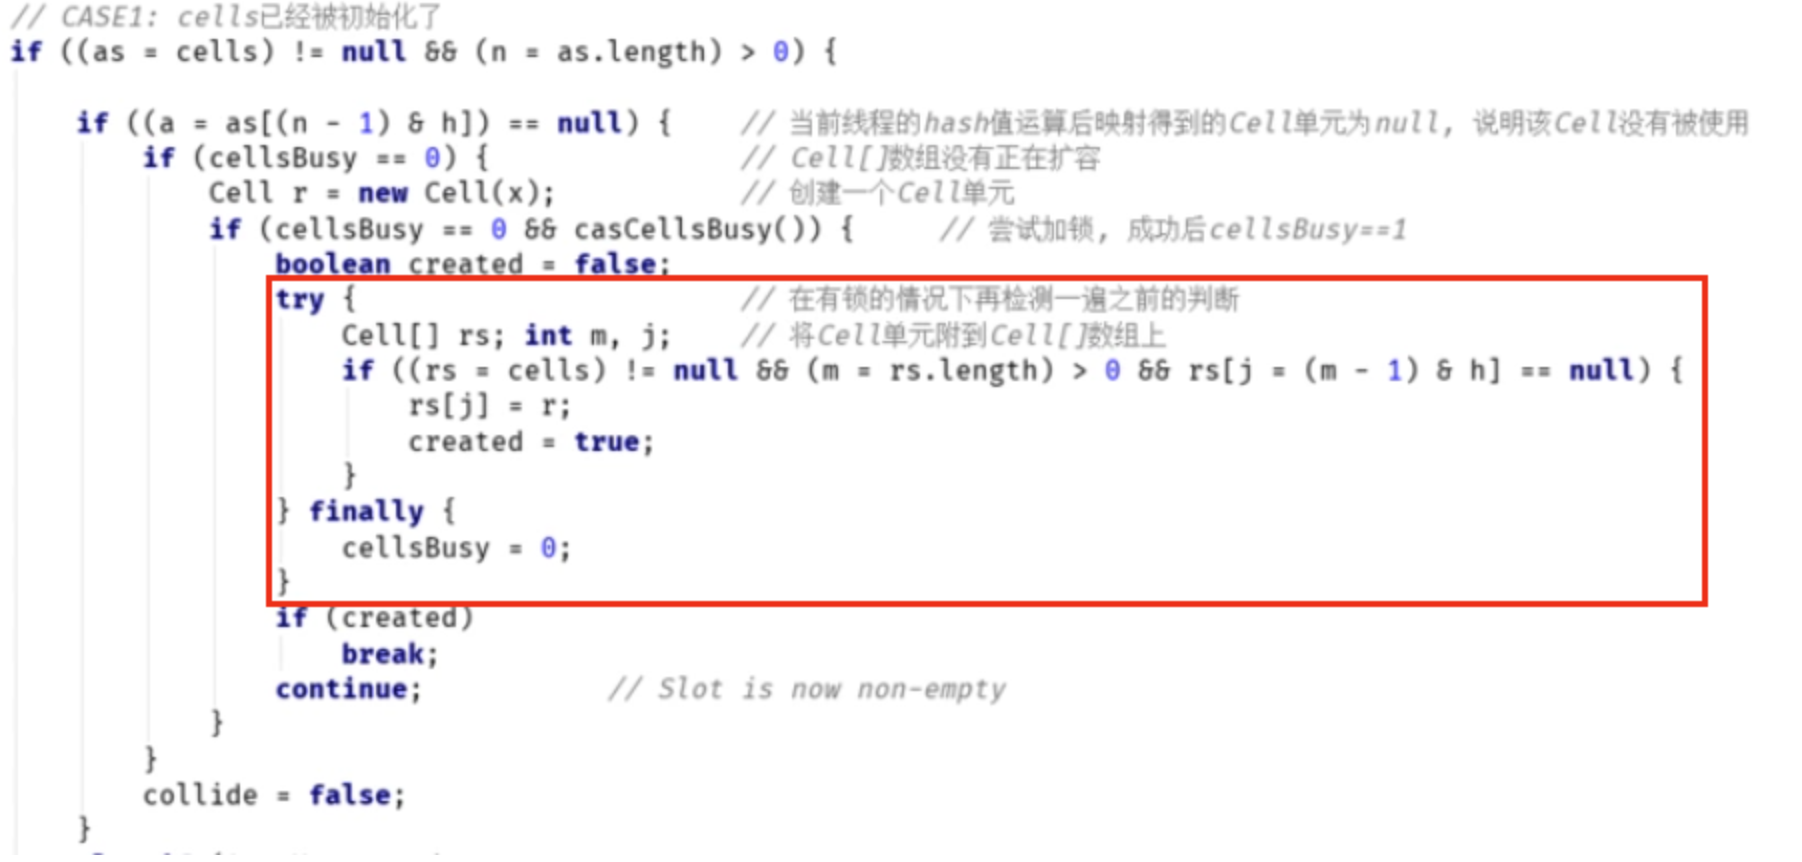 // CASE1: cells已经被初始化了
if ((as = cells) != null && (n = as.length) > 0) {
if ((a = as[(n - 1) & h]) == null) { // 当前线程的hash值运算后映射得到的Cell单元为null, 说明该Cell没有被使用
if (cellsBusy == 0) { // Cell[]数组没有正在扩容
Cell r = new Cell(x); // 创建一个Cell单元
if (cellsBusy == 0 && casCellsBusy()) { // 尝试加锁, 成功后cellsBusy==1
boolean created = false;
try { // 在有锁的情况下再检测一遍之前的判断
Cell[] rs; int m, j; // 将Cell单元附到Cell[]数组上
if ((rs = cells) != null && (m = rs.length) > 0 && rs[j = (m - 1) & h] == null) {
rs[j] = r;
created = true;
}
} finally {
cellsBusy = 0;
}
if (created)
break;
continue; // Slot is now non-empty
}
}
collide = false;
}